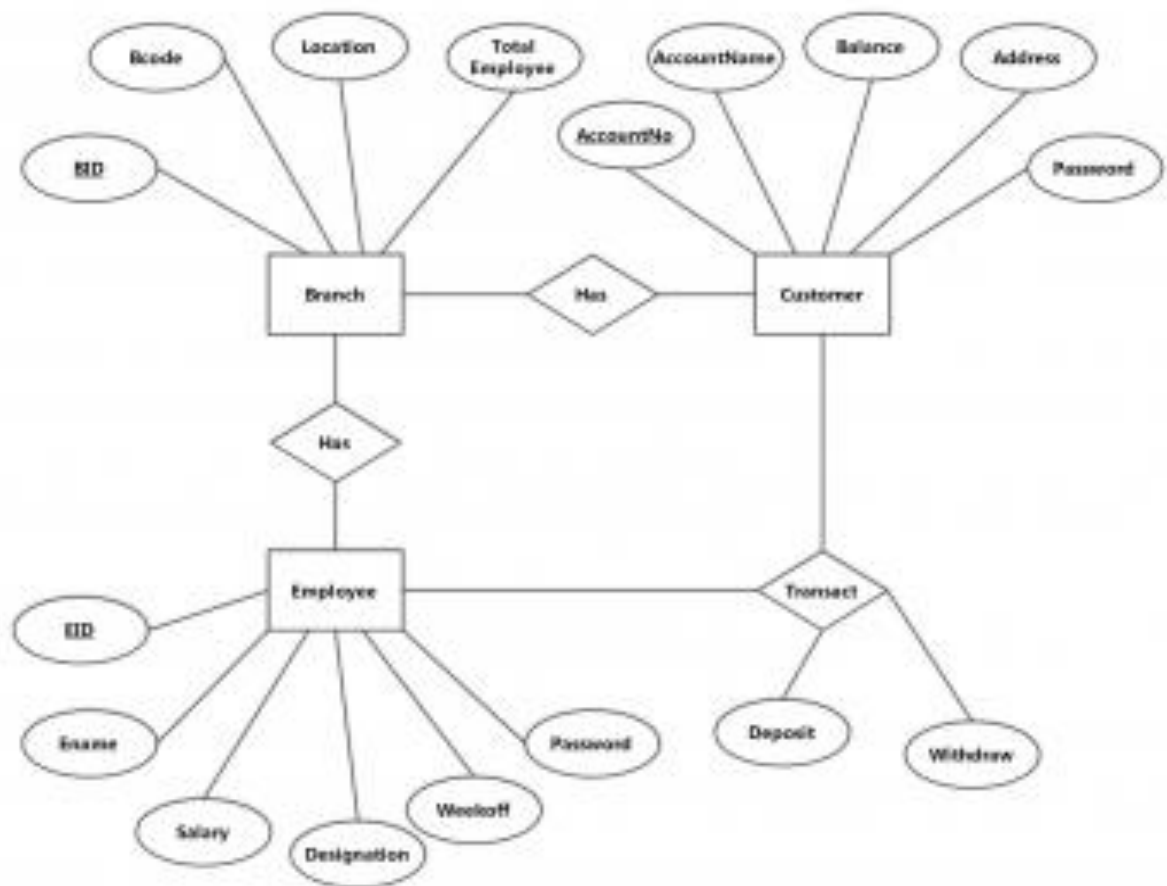 Bcode
Location
Total
Employee
AccountName
Balance
Address
AccountNo
BID
Password
Branch
Has
Customer
Has
Employee
Transact
EID
Ename
Salary
Designation
Weekoff
Password
Deposit
Withdraw